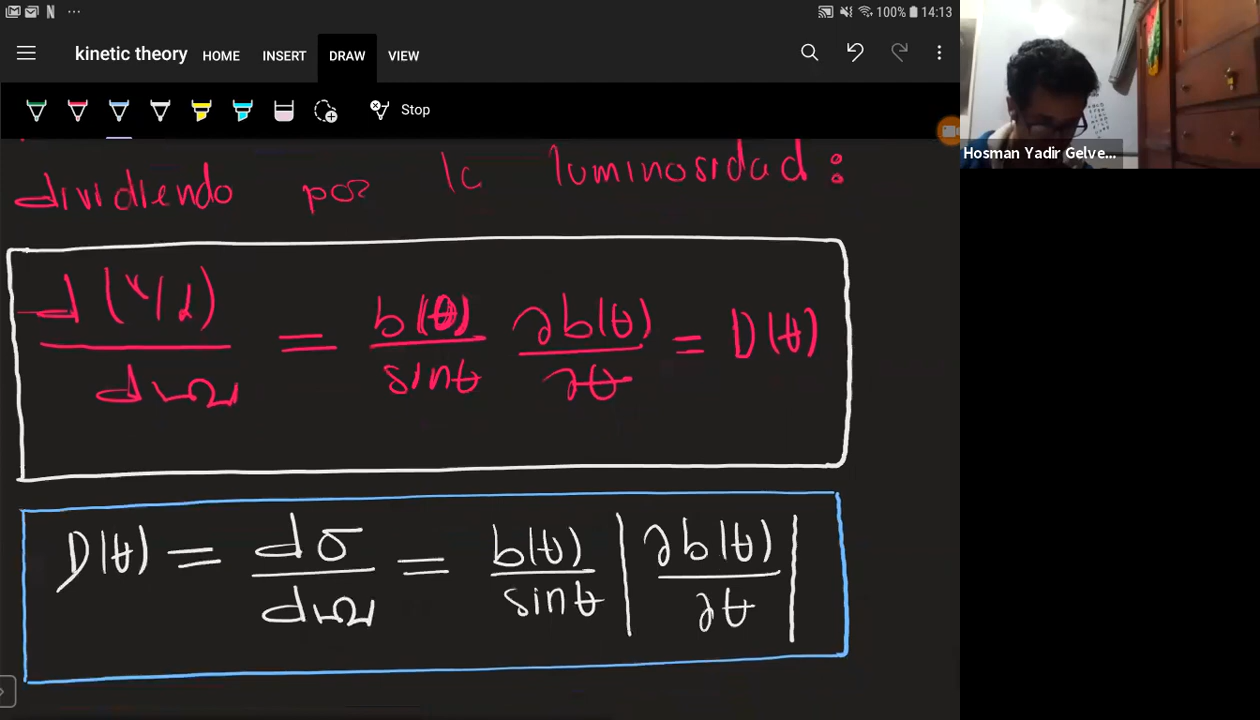 N ... 100% 14:13
kinetic theory HOME INSERT DRAW VIEW
Stop
Hosman Yadir Gelve...
dividiendo por la luminosidad:
d(r/L)/dΩ = b(θ)/sinθ ∂b(θ)/∂θ = D(θ)
D(θ) = dσ/dΩ = b(θ)/sinθ |∂b(θ)/∂θ|